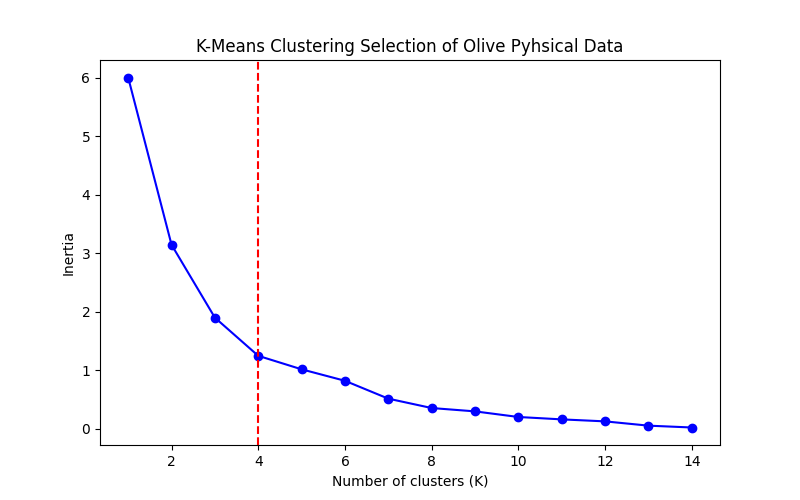 K-Means Clustering Selection of Olive Pyhsical Data
6
5
4
3
2
1
0
Inertia
2 4 6 8 10 12 14
Number of clusters (K)